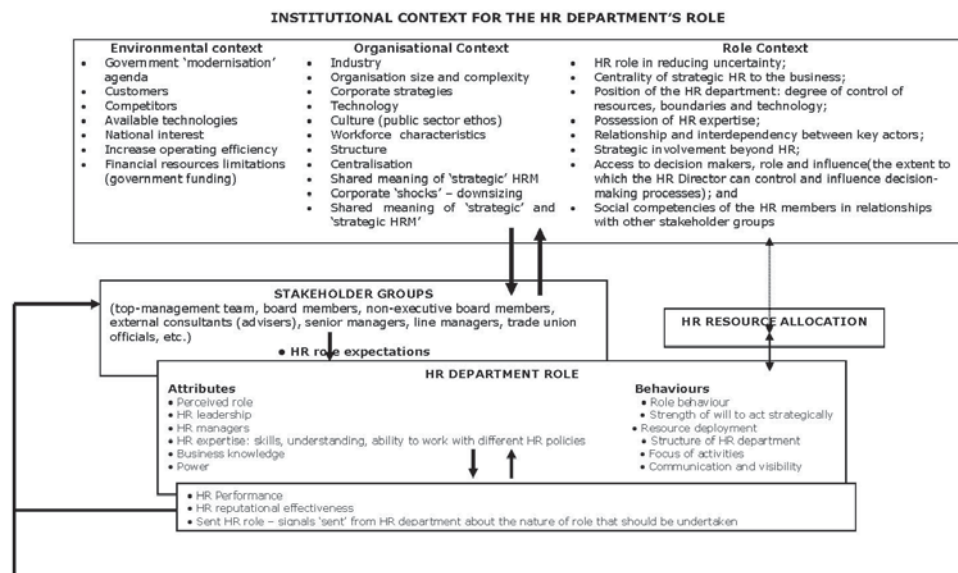 INSTITUTIONAL CONTEXT FOR THE HR DEPARTMENT'S ROLE
Environmental context
• Government 'modernisation'
agenda
• Customers
• Competitors
• Available technologies
• National interest
• Increase operating efficiency
• Financial resources limitations
(government funding)
Organisational Context
• Industry
• Organisation size and complexity
• Corporate strategies
• Technology
• Culture (public sector ethos)
• Workforce characteristics
• Structure
• Centralisation
• Shared meaning of 'strategic' HRM
• Corporate 'shocks' – downsizing
• Shared meaning of 'strategic' and
'strategic HRM'
Role Context
• HR role in reducing uncertainty;
• Centrality of strategic HR to the business;
• Position of the HR department: degree of control of
resources, boundaries and technology;
• Possession of HR expertise;
• Relationship and interdependency between key actors;
• Strategic involvement beyond HR;
• Access to decision makers, role and influence(the extent to
which the HR Director can control and influence decision-
making processes); and
• Social competencies of the HR members in relationships
with other stakeholder groups
STAKEHOLDER GROUPS
(top-management team, board members, non-executive board members,
external consultants (advisers), senior managers, line managers, trade union
officials, etc.)
• HR role expectations
HR RESOURCE ALLOCATION
HR DEPARTMENT ROLE
Attributes
• Perceived role
• HR leadership
• HR managers
• HR expertise: skills, understanding, ability to work with different HR policies
• Business knowledge
• Power
Behaviours
• Role behaviour
• Strength of will to act strategically
• Resource deployment
• Structure of HR department
• Focus of activities
• Communication and visibility
• HR Performance
• HR reputational effectiveness
• Sent HR role – signals 'sent' from HR department about the nature of role that should be undertaken